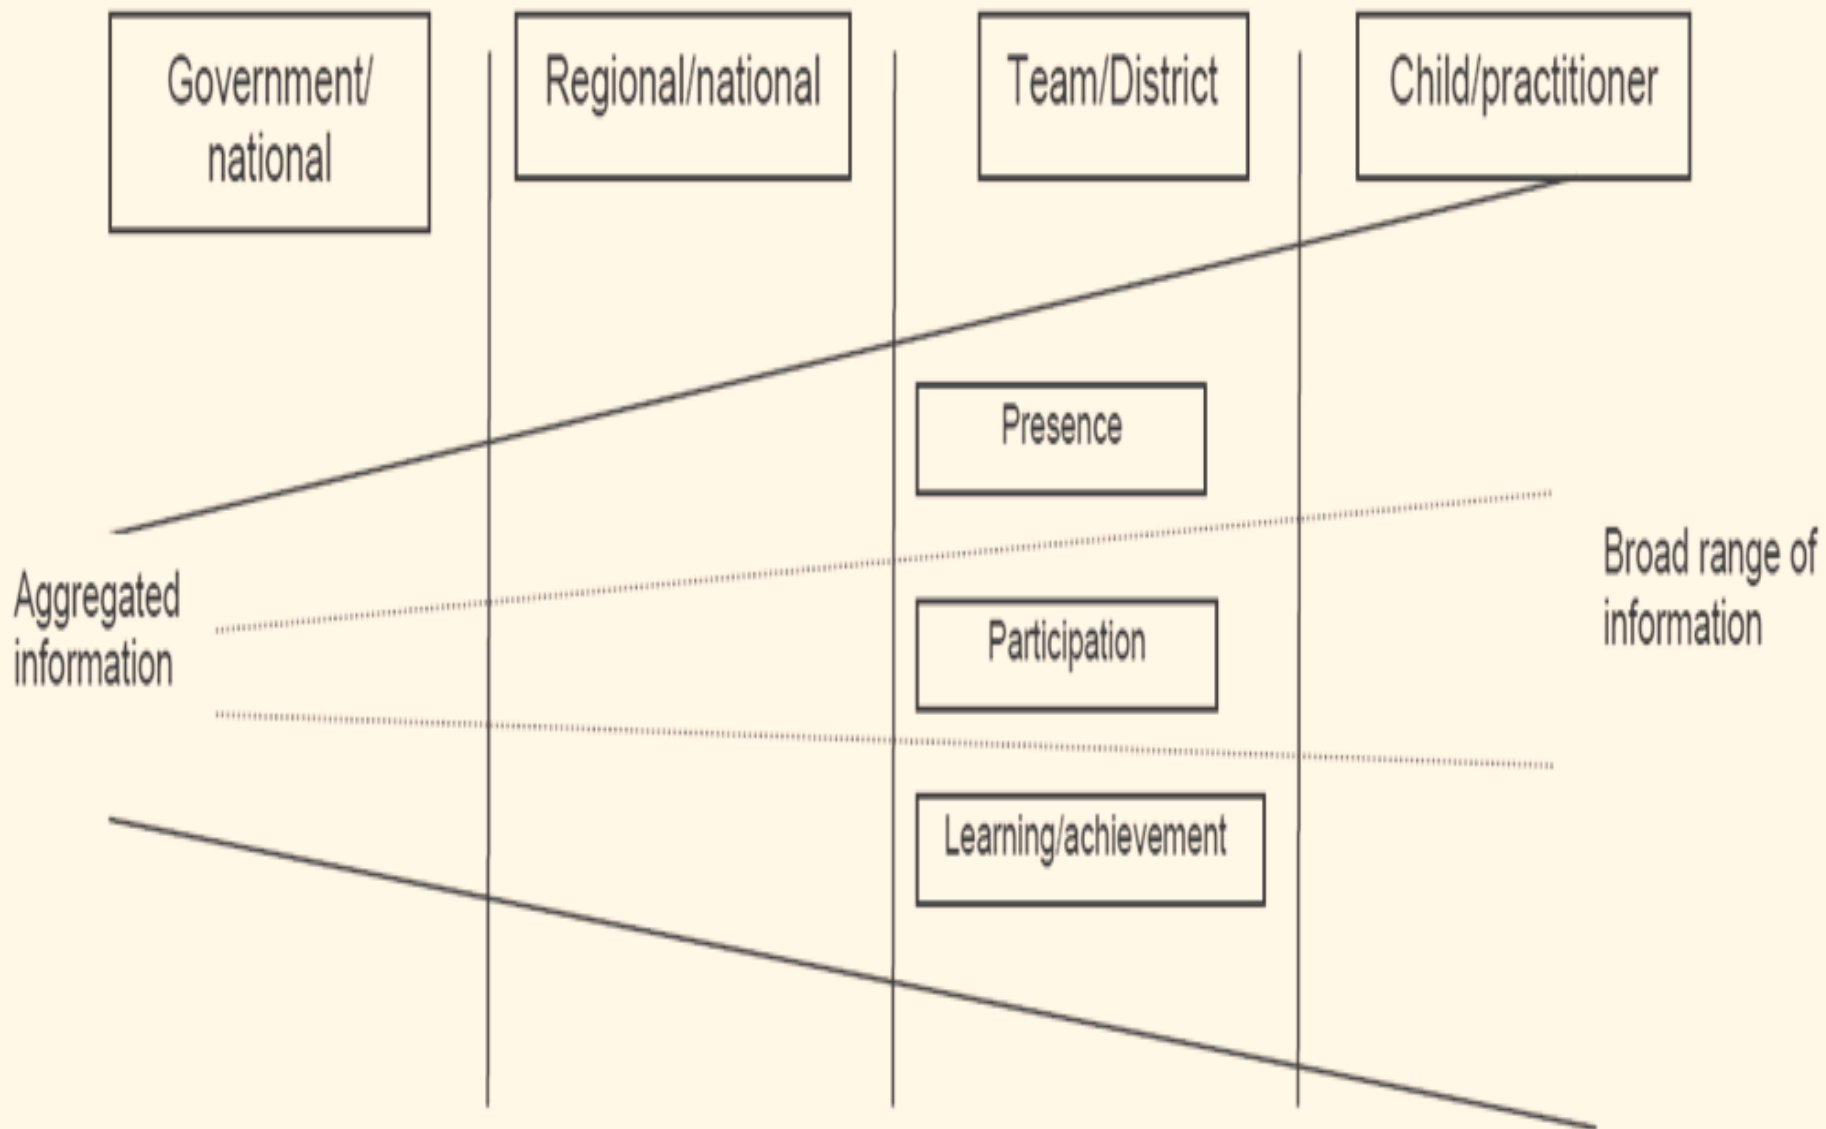 Government/
national
Regional/national
Team/District
Child/practitioner
Presence
Aggregated
information
Participation
Broad range of
information
Learning/achievement